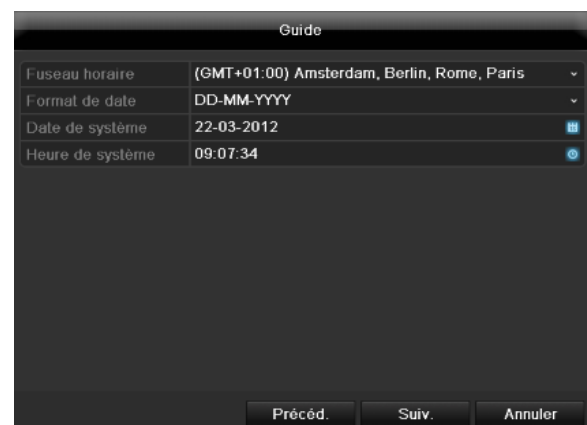 Guide
Fuseau horaire (GMT+01:00) Amsterdam, Berlin, Rome, Paris
Format de date DD-MM-YYYY
Date de système 22-03-2012
Heure de système 09:07:34
Précéd. Suiv. Annuler